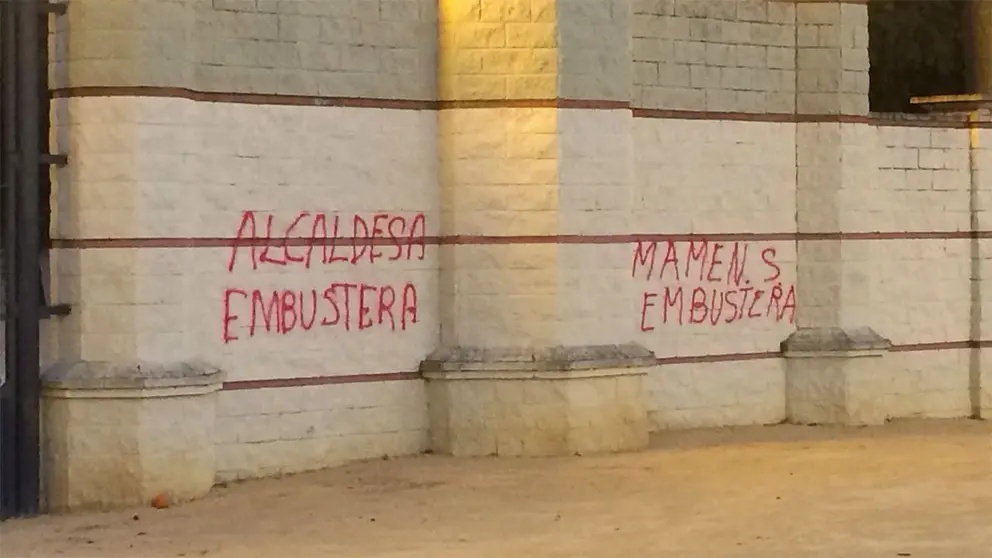 ALCALDESA
EMBUSTERA
MAMEN. S.
EMBUSTERA